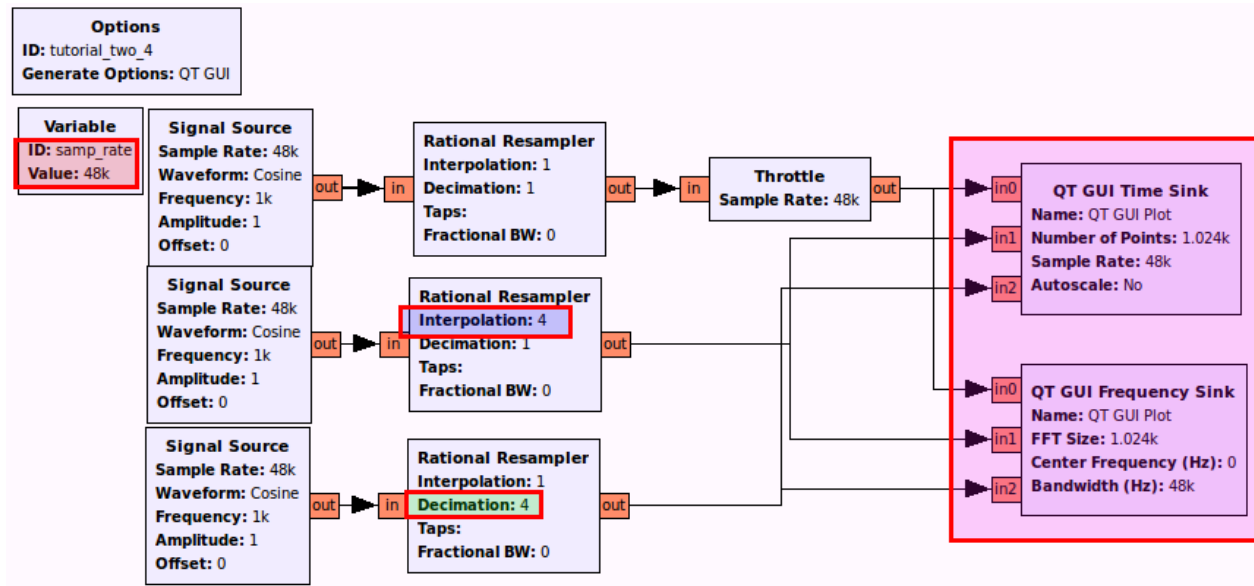 Options
ID: tutorial_two_4
Generate Options: QT GUI
Variable
ID: samp_rate
Value: 48k
Signal Source
Sample Rate: 48k
Waveform: Cosine
Frequency: 1k
Amplitude: 1
Offset: 0
out
in
Rational Resampler
Interpolation: 1
Decimation: 1
Taps:
Fractional BW: 0
out
in
Throttle
Sample Rate: 48k
out
in0
in1
in2
QT GUI Time Sink
Name: QT GUI Plot
Number of Points: 1.024k
Sample Rate: 48k
Autoscale: No
Signal Source
Sample Rate: 48k
Waveform: Cosine
Frequency: 1k
Amplitude: 1
Offset: 0
out
in
Rational Resampler
Interpolation: 4
Decimation: 1
Taps:
Fractional BW: 0
out
in0
in1
in2
QT GUI Frequency Sink
Name: QT GUI Plot
FFT Size: 1.024k
Center Frequency (Hz): 0
Bandwidth (Hz): 48k
Signal Source
Sample Rate: 48k
Waveform: Cosine
Frequency: 1k
Amplitude: 1
Offset: 0
out
in
Rational Resampler
Interpolation: 1
Decimation: 4
Taps:
Fractional BW: 0
out